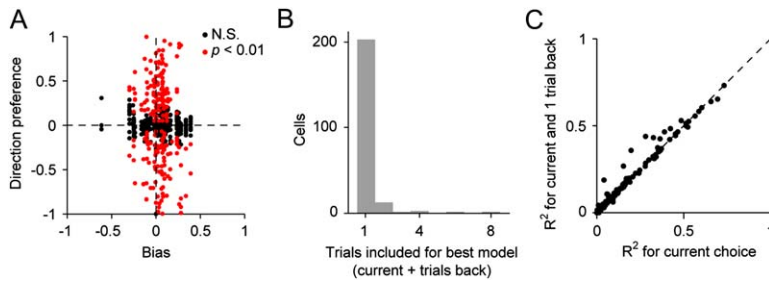 A
N.S.
p < 0.01
Direction preference
1
0.5
0
-0.5
-1
-1
-0.5
0
0.5
1
Bias
B
Cells
200
100
0
1
4
8
Trials included for best model
(current + trials back)
C
R² for current and 1 trial back
1
0.5
0
0
0.5
R² for current choice